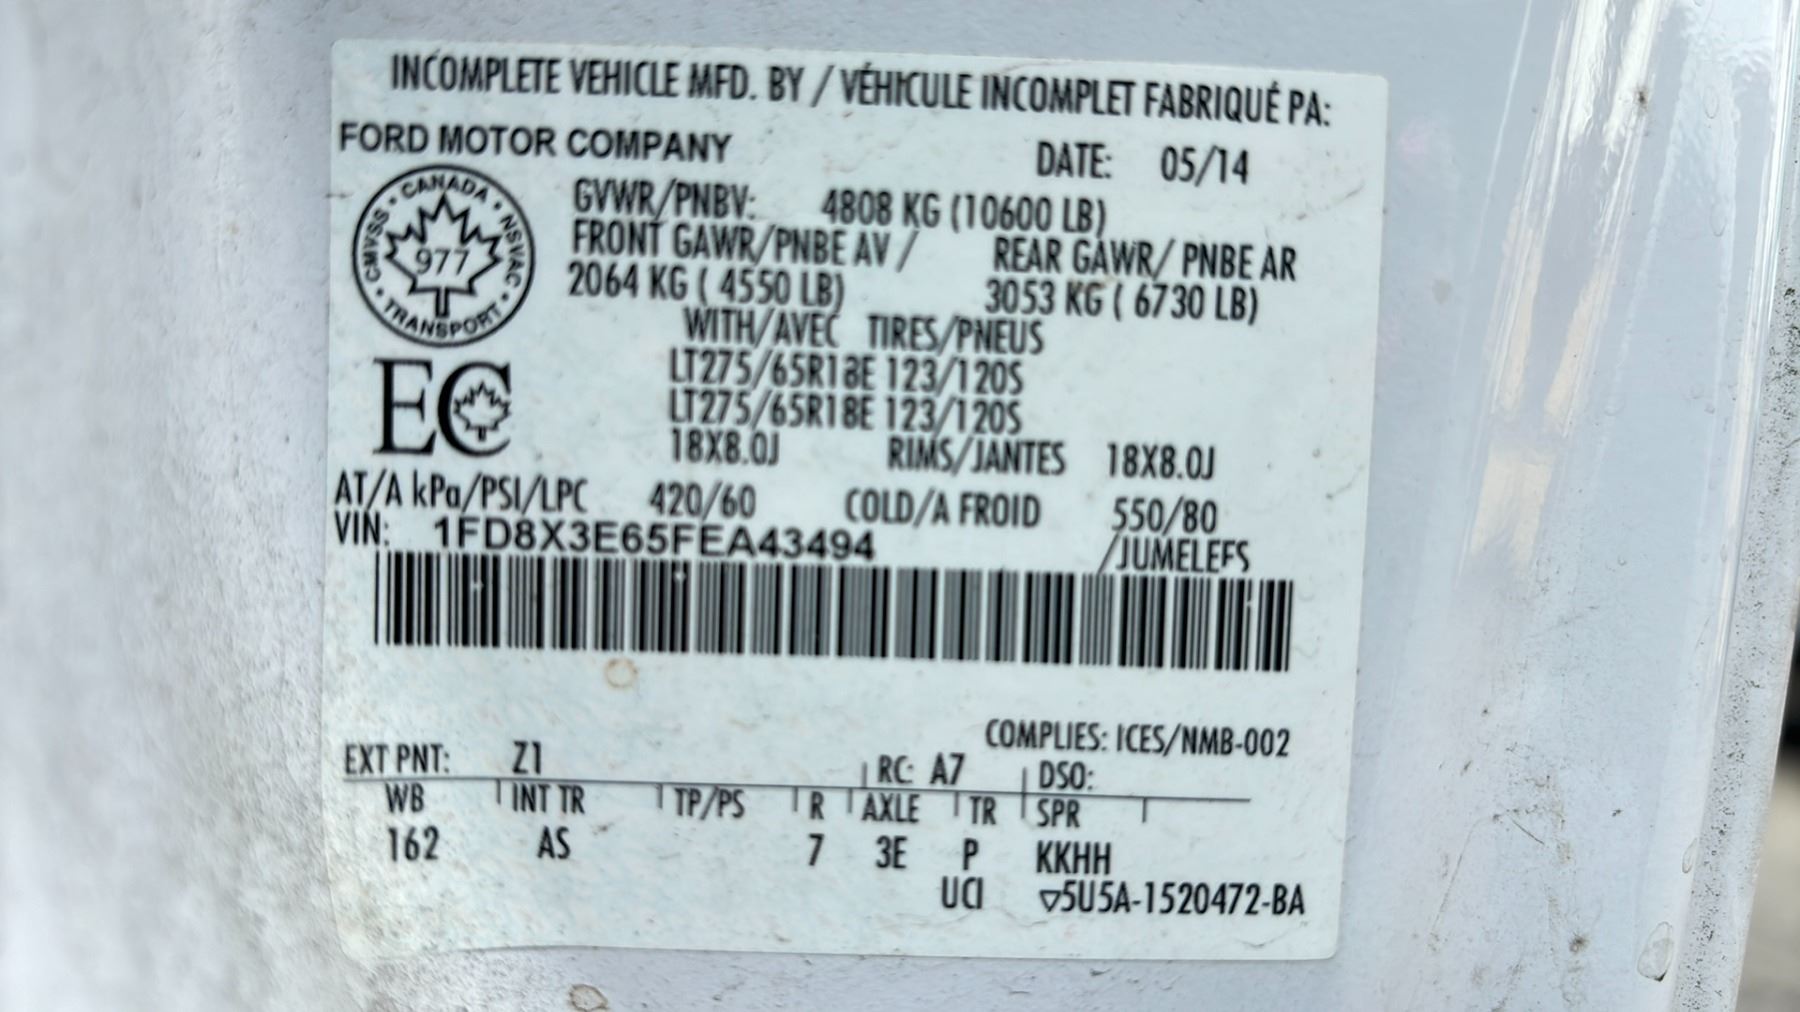 INCOMPLETE VEHICLE MFD. BY / VÉHICULE INCOMPLET FABRIQUÉ PA:
FORD MOTOR COMPANY
DATE: 05/14
CANADA
CMVSS • NSVAC
977
TRANSPORT
GVWR/PNBV: 4808 KG (10600 LB)
FRONT GAWR/PNBE AV / REAR GAWR/ PNBE AR
2064 KG ( 4550 LB) 3053 KG ( 6730 LB)
WITH/AVEC TIRES/PNEUS
LT275/65R18E 123/120S
LT275/65R18E 123/120S
EC
18X8.0J RIMS/JANTES 18X8.0J
AT/A kPa/PSI/LPC 420/60 COLD/A FROID 550/80
VIN: 1FD8X3E65FEA43494 /JUMELEES
COMPLIES: ICES/NMB-002
EXT PNT: Z1 RC: A7 DSO:
WB INT TR TP/PS R AXLE TR SPR
162 AS 7 3E P KKHH
UCI ▽5U5A-1520472-BA